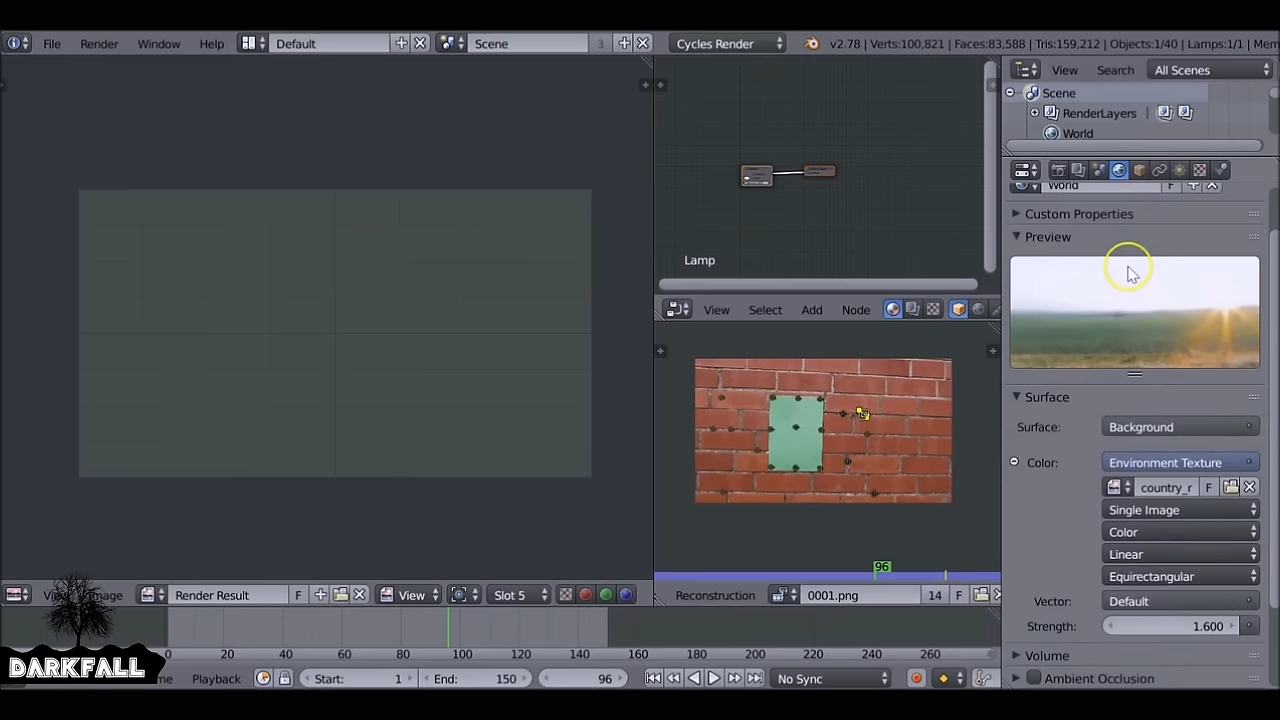 File Render Window Help Default Scene 3 Cycles Render v2.78 | Verts:100,821 | Faces:83,588 | Tris:159,212 | Objects:1/40 | Lamps:1/1 | Mem
View Search All Scenes
Scene
RenderLayers
World
World F
Custom Properties
Preview
Lamp
View Select Add Node
Surface
Surface: Background
Color: Environment Texture
country_r F
Single Image
Color
Linear
Equirectangular
Vector: Default
Strength: 1.600
Volume
Ambient Occlusion
96
Image Render Result F View Slot 5
Reconstruction 0001.png 14 F
0 20 40 60 80 100 120 140 160 180 200 220 240 260
Playback Start: 1 End: 150 96 No Sync
DARKFALL